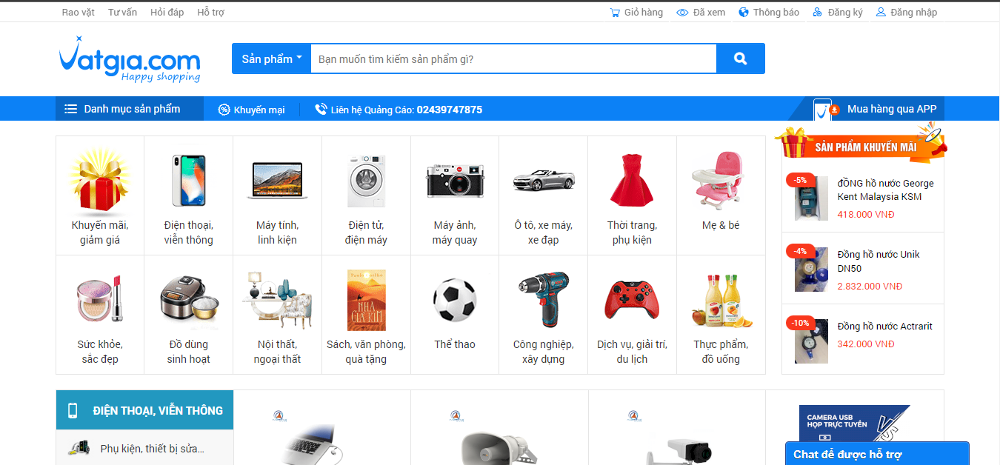 Rao vặt Tư vấn Hỏi đáp Hỗ trợ Giỏ hàng Đã xem Thông báo Đăng ký Đăng nhập
vatgia.com
Happy shopping
Sản phẩm Bạn muốn tìm kiếm sản phẩm gì?
Danh mục sản phẩm Khuyến mại Liên hệ Quảng Cáo: 02439747875 Mua hàng qua APP
Khuyến mãi,
giảm giá
Điện thoại,
viễn thông
Máy tính,
linh kiện
Điện tử,
điện máy
Máy ảnh,
máy quay
Ô tô, xe máy,
xe đạp
Thời trang,
phụ kiện
Mẹ & bé
Sức khỏe,
sắc đẹp
Đồ dùng
sinh hoạt
Nội thất,
ngoại thất
Paulo Coelho
NHÀ
GIẢ KIM
Sách, văn phòng,
quà tặng
Thể thao
Công nghiệp,
xây dựng
Dịch vụ, giải trí,
du lịch
Thực phẩm,
đồ uống
SẢN PHẨM KHUYẾN MÃI
-5%
đỒNG hồ nước George
Kent Malaysia KSM
418.000 VNĐ
-4%
Đồng hồ nước Unik
DN50
2.832.000 VNĐ
-10%
Đồng hồ nước Actrarit
342.000 VNĐ
ĐIỆN THOẠI, VIỄN THÔNG
Phụ kiện, thiết bị sửa...
CAMERA USB
HỌP TRỰC TUYẾN
Chat để được hỗ trợ